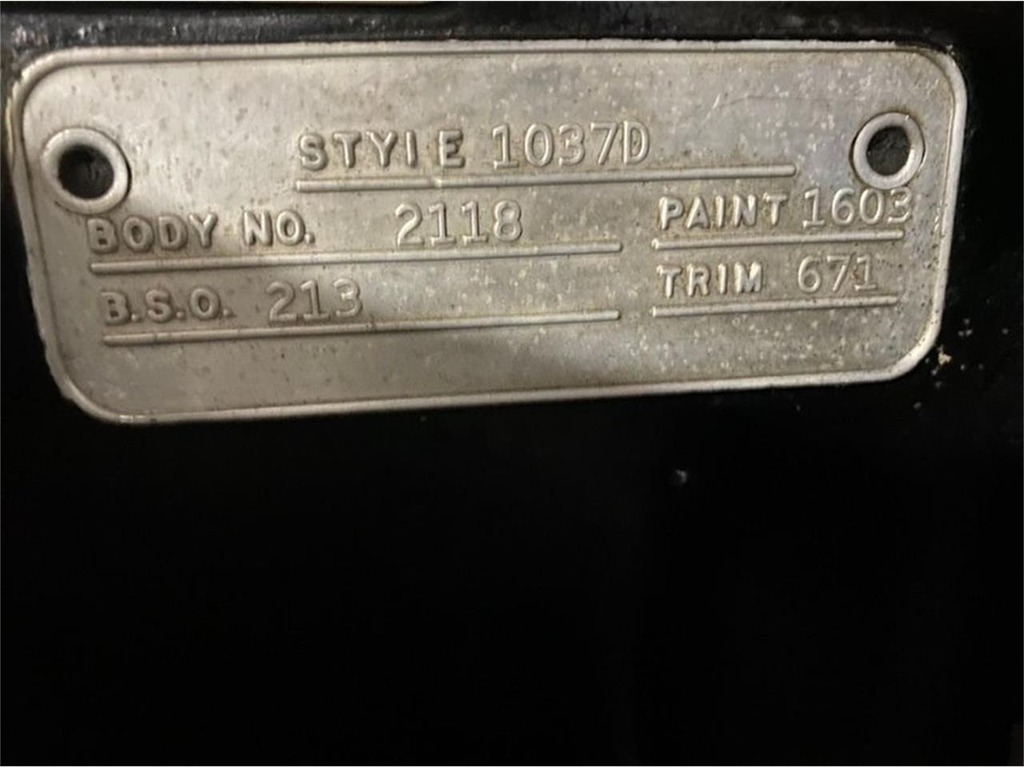 STYLE 1037D
BODY NO. 2118 PAINT 1603
B.S.O. 213 TRIM 671